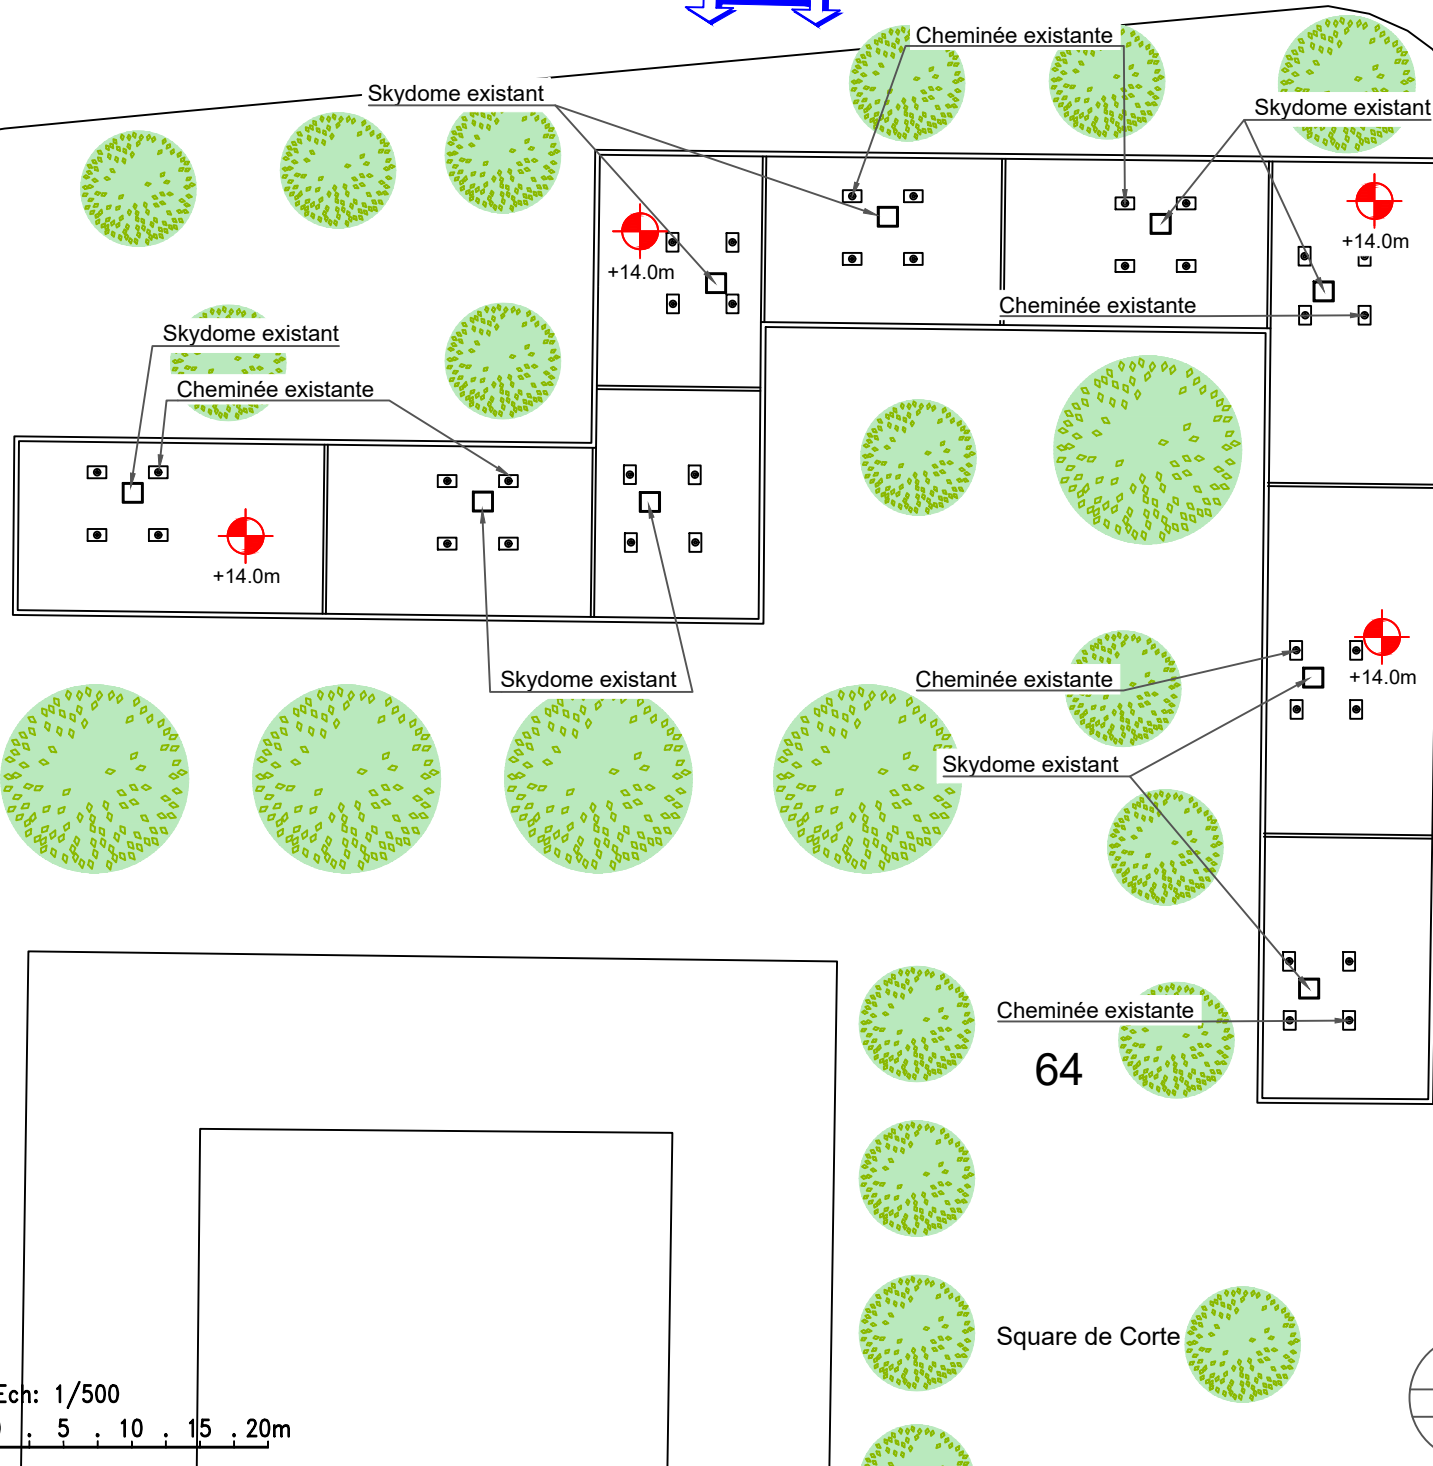 Cheminée existante
Skydome existant
Skydome existant
+14.0m
+14.0m
Cheminée existante
Skydome existant
Cheminée existante
+14.0m
Skydome existant
Cheminée existante
+14.0m
Skydome existant
Cheminée existante
64
Square de Corte
Ech: 1/500
. 5 . 10 . 15 . 20m